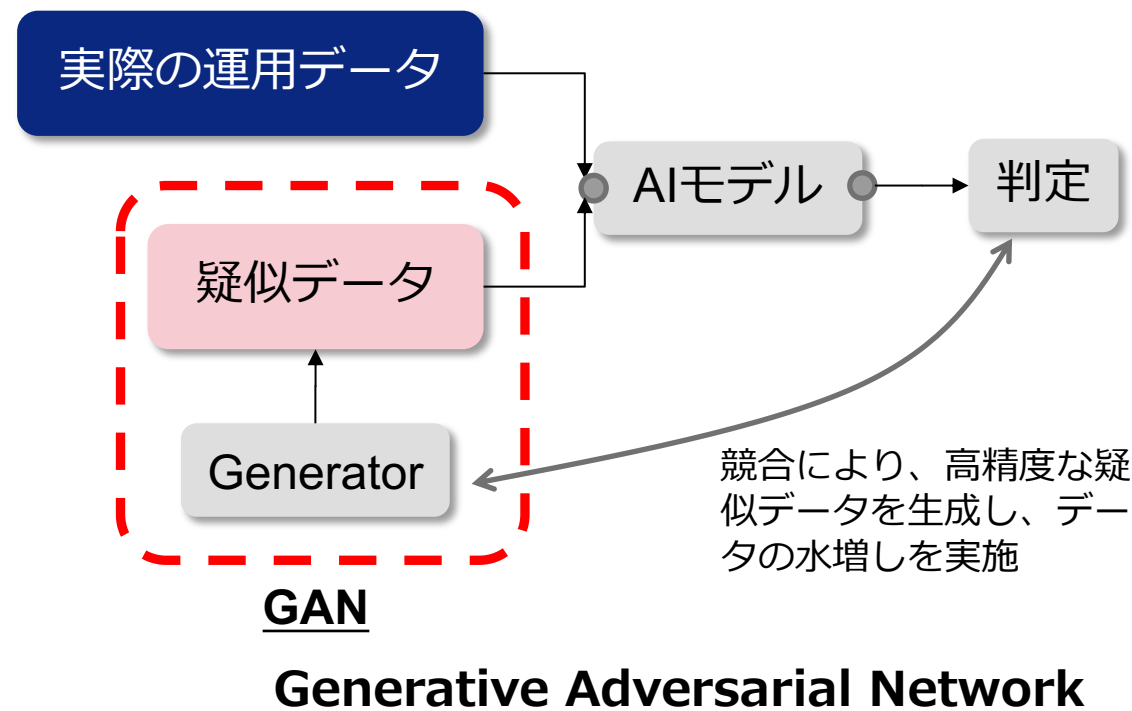 実際の運用データ
AIモデル
判定
疑似データ
Generator
競合により、高精度な疑
似データを生成し、デー
タの水増しを実施
GAN
Generative Adversarial Network